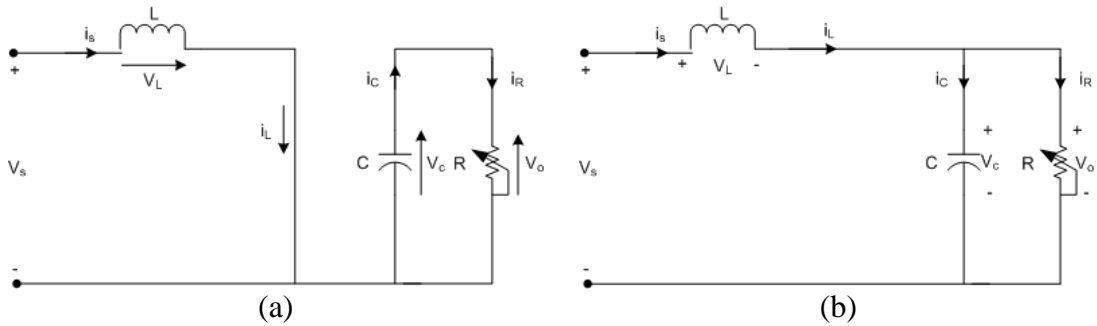 L
i_s
+
V_L
i_L
V_s
-
i_C
i_R
C
V_c
R
V_o
(a)
L
i_s
+
+
V_L
-
i_L
V_s
-
i_C
i_R
+
+
C
V_c
R
V_o
-
-
(b)